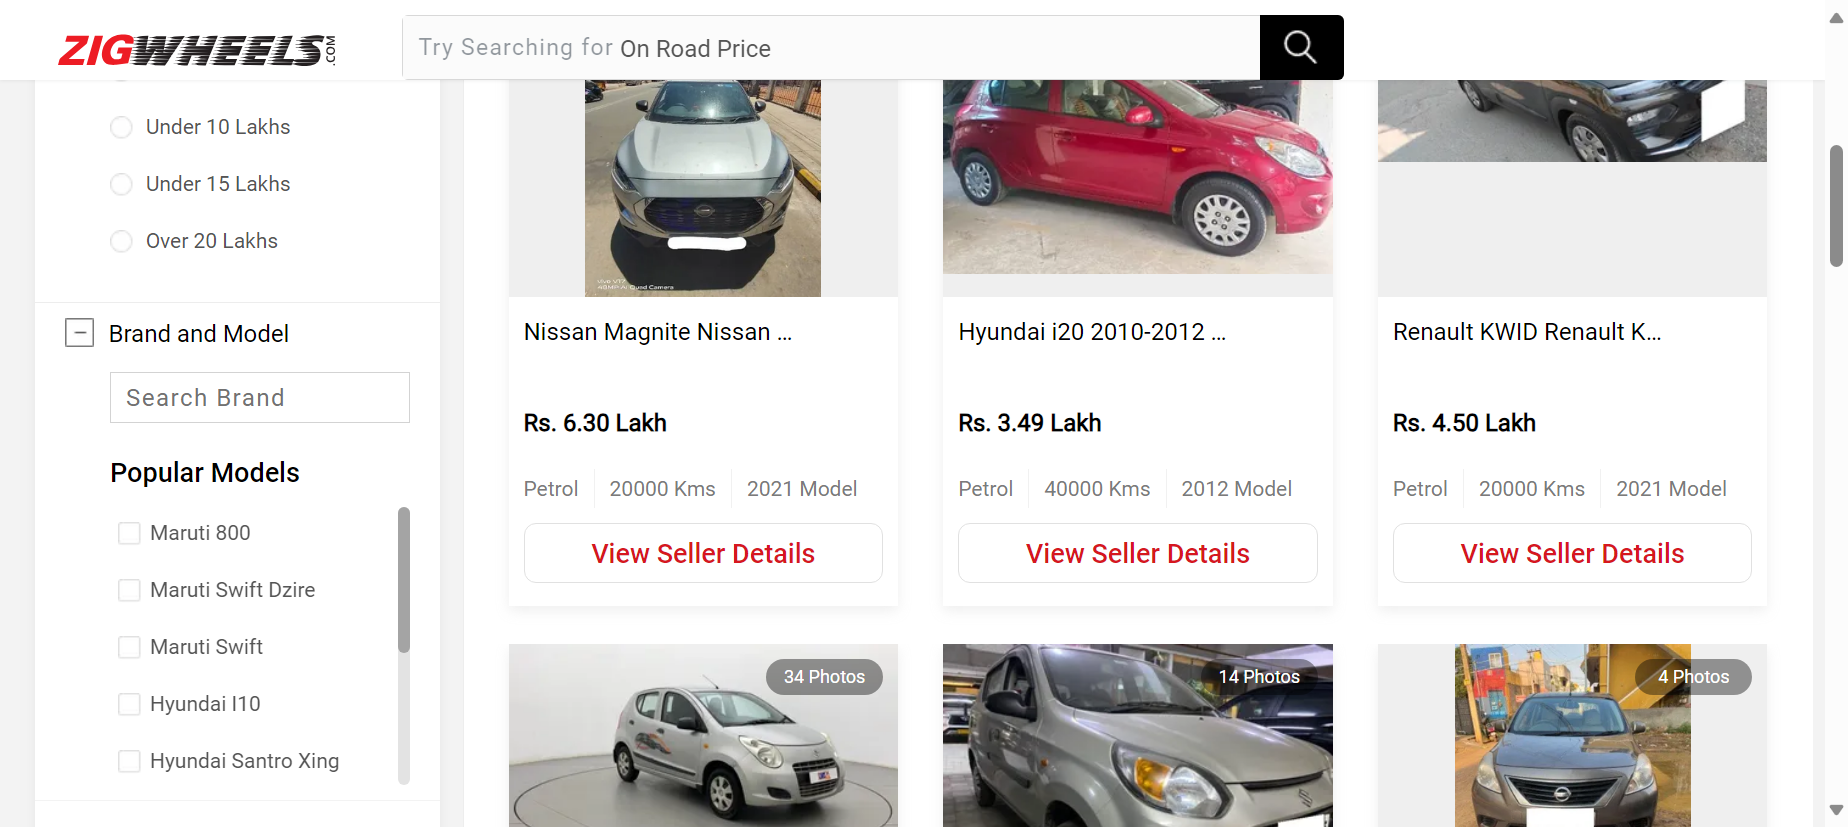 ZIGWHEELS.COM
Try Searching for On Road Price
Under 10 Lakhs
Under 15 Lakhs
Over 20 Lakhs
Brand and Model
Search Brand
Popular Models
Maruti 800
Maruti Swift Dzire
Maruti Swift
Hyundai I10
Hyundai Santro Xing
Nissan Magnite Nissan ...
Rs. 6.30 Lakh
Petrol 20000 Kms 2021 Model
View Seller Details
Hyundai i20 2010-2012 ...
Rs. 3.49 Lakh
Petrol 40000 Kms 2012 Model
View Seller Details
Renault KWID Renault K...
Rs. 4.50 Lakh
Petrol 20000 Kms 2021 Model
View Seller Details
34 Photos
14 Photos
4 Photos